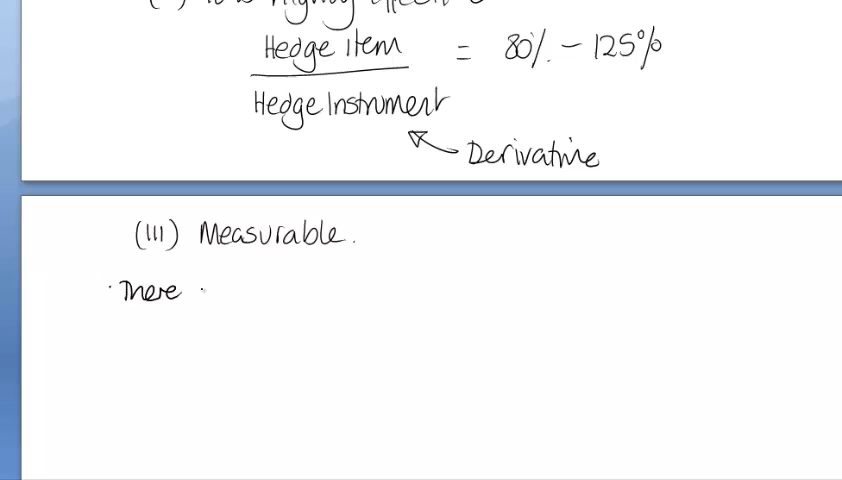 Hedge item = 80% - 125%
Hedge Instrument
Derivative
(III) Measurable.
· There